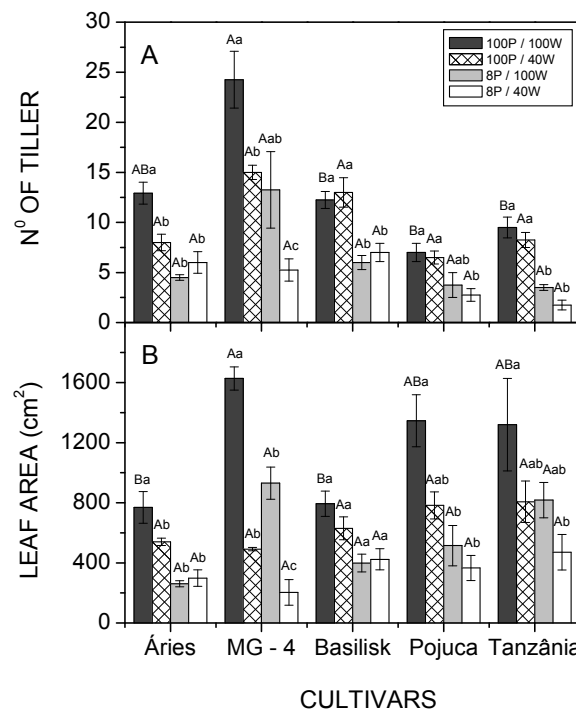 30
25
20
15
10
5
0
N⁰ OF TILLER
A
100P / 100W
100P / 40W
8P / 100W
8P / 40W
ABa Ab Ab Ab
Aa Ab Aab Ac
Ba Aa Ab Ab
Ba Aa Aab Ab
Ba Aa Ab Ab
1600
1200
800
400
0
LEAF AREA (cm²)
B
Ba Ab Ab Ab
Aa Ab Ab Ac
Ba Aa Aa Aa
ABa Aab Ab Ab
ABa Aab Aab Ab
Áries MG - 4 Basilisk Pojuca Tanzânia
CULTIVARS